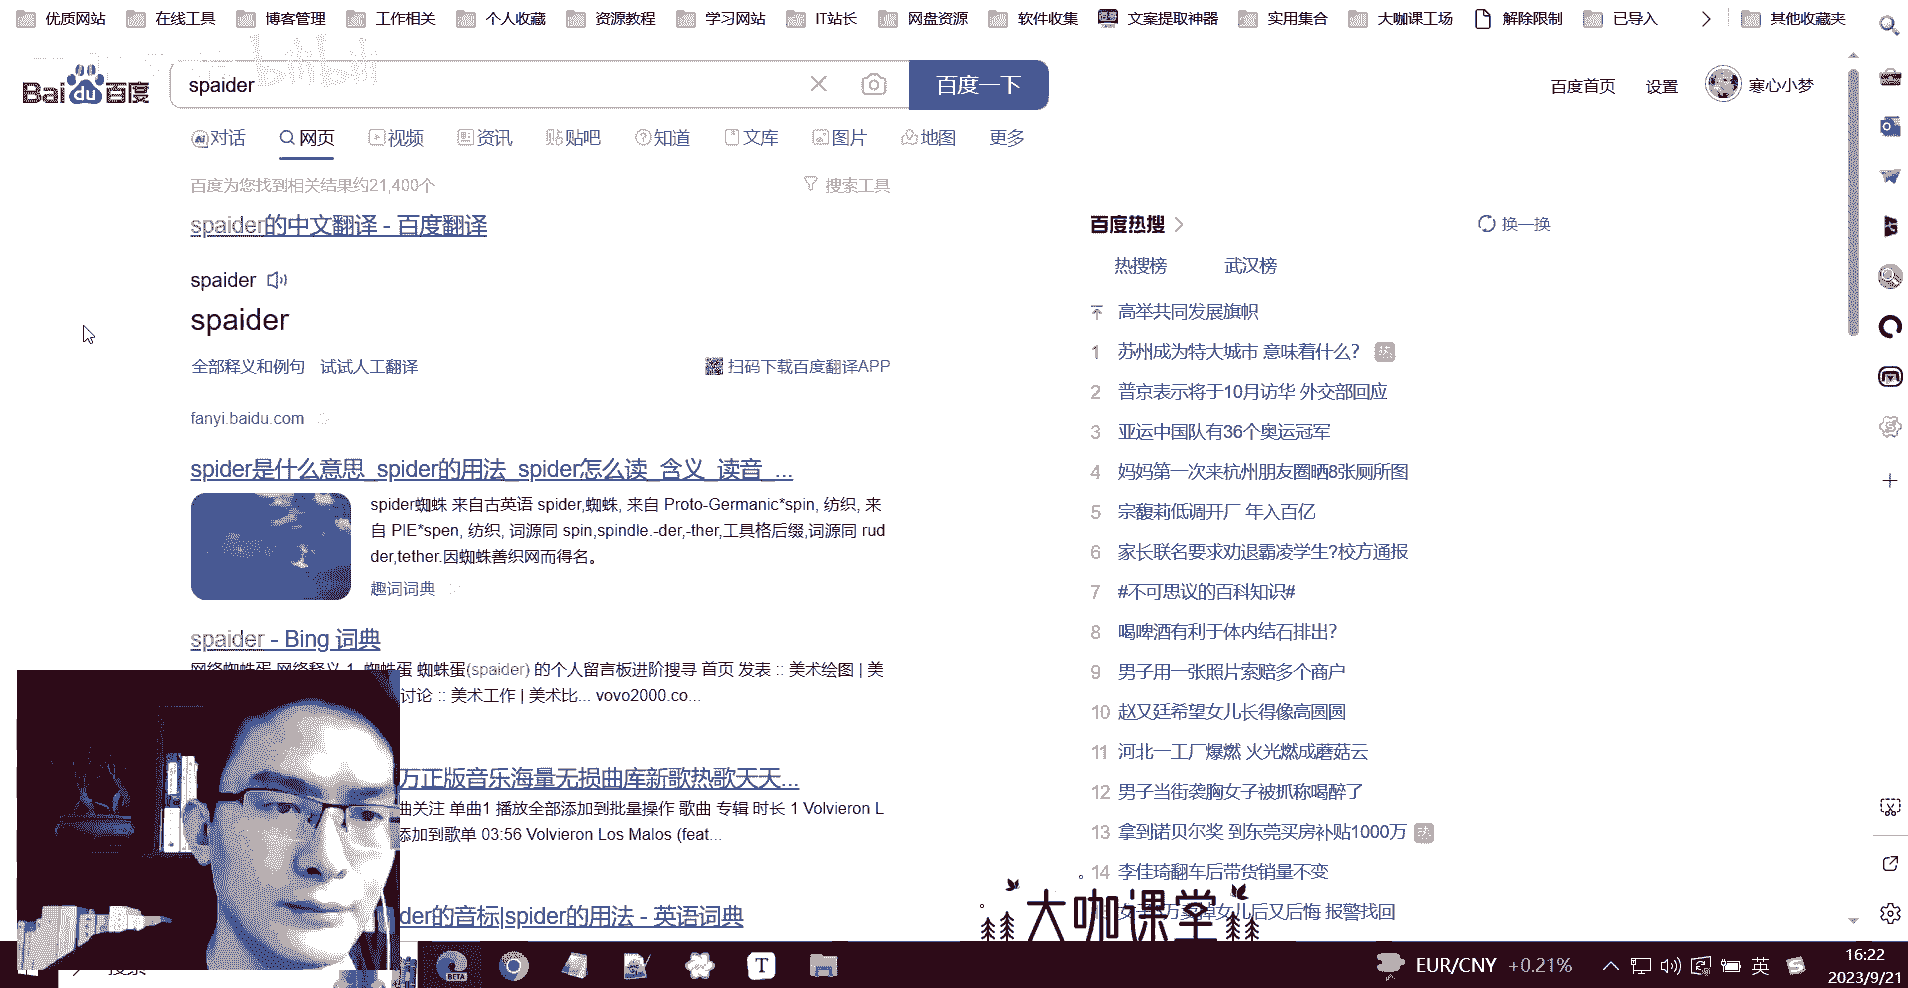 优质网站 在线工具 博客管理 工作相关 个人收藏 资源教程 学习网站 IT站长 网盘资源 软件收集 文案提取神器 实用集合 大咖课工场 解除限制 已导入 其他收藏夹
bilibili
Bai du 百度 spaider 百度一下 百度首页 设置 寒心小梦
对话 网页 视频 资讯 贴吧 知道 文库 图片 地图 更多
百度为您找到相关结果约21,400个 搜索工具
spaider的中文翻译 - 百度翻译
spaider
spaider
全部释义和例句 试试人工翻译 扫码下载百度翻译APP
fanyi.baidu.com
spider是什么意思_spider的用法_spider怎么读_含义_读音_...
spider蜘蛛 来自古英语 spider,蜘蛛, 来自 Proto-Germanic*spin, 纺织, 来
自 PIE*spen, 纺织, 词源同 spin,spindle.-der,-ther,工具格后缀,词源同 rud
der,tether.因蜘蛛善织网而得名。
趣词词典
spaider - Bing 词典
网络蜘蛛蛋 网络释义 1. 蜘蛛蛋 蜘蛛蛋(spaider) 的个人留言板进阶搜寻 首页 发表 :: 美术绘图 | 美
讨论 :: 美术工作 | 美术比... vovo2000.co...
万正版音乐海量无损曲库新歌热歌天天...
曲关注 单曲1 播放全部添加到批量操作 歌曲 专辑 时长 1 Volvieron L
添加到歌单 03:56 Volvieron Los Malos (feat...
der的音标|spider的用法 - 英语词典
百度热搜 换一换
热搜榜 武汉榜
高举共同发展旗帜
1 苏州成为特大城市 意味着什么? 热
2 普京表示将于10月访华 外交部回应
3 亚运中国队有36个奥运冠军
4 妈妈第一次来杭州朋友圈晒8张厕所图
5 宗馥莉低调开厂 年入百亿
6 家长联名要求劝退霸凌学生?校方通报
7 #不可思议的百科知识#
8 喝啤酒有利于体内结石排出?
9 男子用一张照片索赔多个商户
10 赵又廷希望女儿长得像高圆圆
11 河北一工厂爆燃 火光燃成蘑菇云
12 男子当街袭胸女子被抓称喝醉了
13 拿到诺贝尔奖 到东莞买房补贴1000万 热
14 李佳琦翻车后带货销量不变
女儿后又后悔 报警找回
大咖课堂
搜索 BETA T EUR/CNY +0.21% 英 16:22
2023/9/21